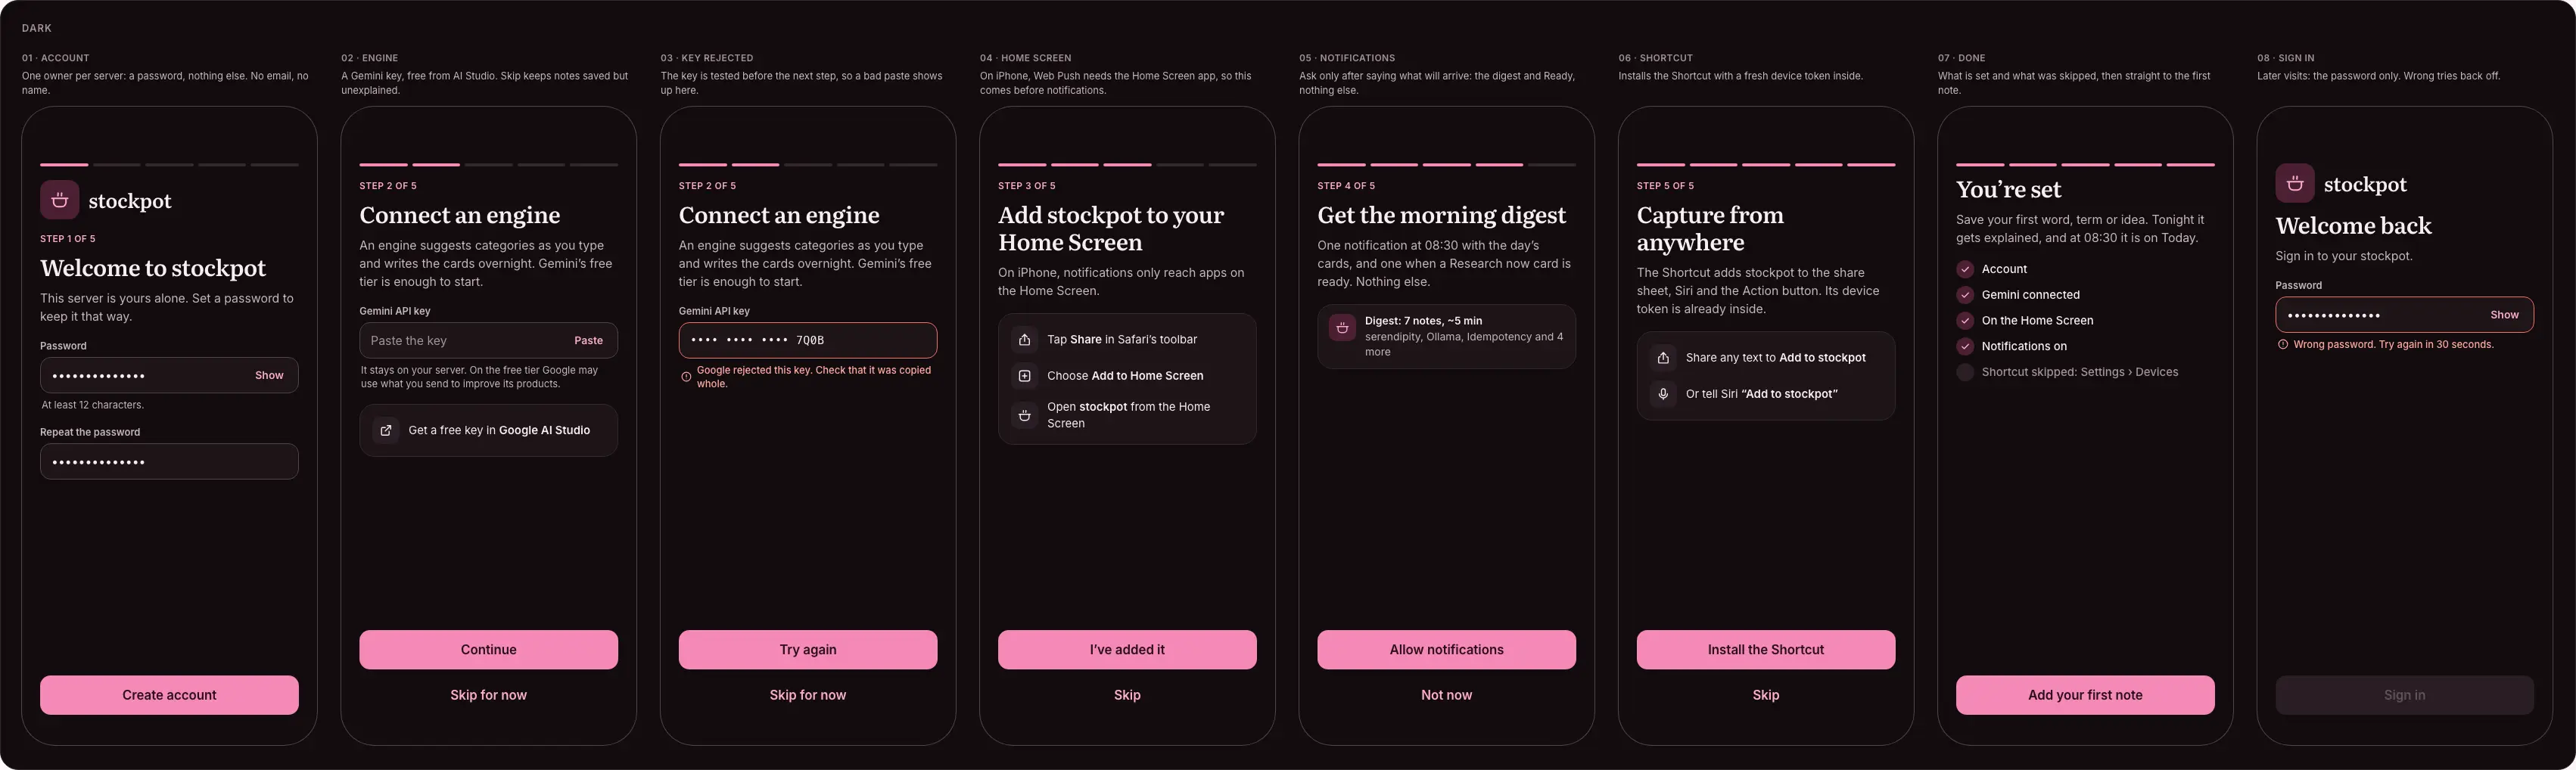 DARK
01 · ACCOUNT
One owner per server: a password, nothing else. No email, no
name.
STEP 1 OF 5
stockpot
Welcome to stockpot
This server is yours alone. Set a password to
keep it that way.
Password
••••••••••••••
Show
At least 12 characters.
Repeat the password
••••••••••••••
Create account
02 · ENGINE
A Gemini key, free from AI Studio. Skip keeps notes saved but
unexplained.
STEP 2 OF 5
Connect an engine
An engine suggests categories as you type
and writes the cards overnight. Gemini’s free
tier is enough to start.
Gemini API key
Paste the key
Paste
It stays on your server. On the free tier Google may
use what you send to improve its products.
Get a free key in Google AI Studio
Continue
Skip for now
03 · KEY REJECTED
The key is tested before the next step, so a bad paste shows
up here.
STEP 2 OF 5
Connect an engine
An engine suggests categories as you type
and writes the cards overnight. Gemini’s free
tier is enough to start.
Gemini API key
•••• •••• •••• 7Q0B
Google rejected this key. Check that it was copied
whole.
Try again
Skip for now
04 · HOME SCREEN
On iPhone, Web Push needs the Home Screen app, so this
comes before notifications.
STEP 3 OF 5
Add stockpot to your
Home Screen
On iPhone, notifications only reach apps on
the Home Screen.
Tap Share in Safari’s toolbar
Choose Add to Home Screen
Open stockpot from the Home
Screen
I’ve added it
Skip
05 · NOTIFICATIONS
Ask only after saying what will arrive: the digest and Ready,
nothing else.
STEP 4 OF 5
Get the morning digest
One notification at 08:30 with the day’s
cards, and one when a Research now card is
ready. Nothing else.
Digest: 7 notes, ~5 min
serendipity, Ollama, Idempotency and 4
more
Allow notifications
Not now
06 · SHORTCUT
Installs the Shortcut with a fresh device token inside.
STEP 5 OF 5
Capture from
anywhere
The Shortcut adds stockpot to the share
sheet, Siri and the Action button. Its device
token is already inside.
Share any text to Add to stockpot
Or tell Siri “Add to stockpot”
Install the Shortcut
Skip
07 · DONE
What is set and what was skipped, then straight to the first
note.
You’re set
Save your first word, term or idea. Tonight it
gets explained, and at 08:30 it is on Today.
Account
Gemini connected
On the Home Screen
Notifications on
Shortcut skipped: Settings › Devices
Add your first note
08 · SIGN IN
Later visits: the password only. Wrong tries back off.
stockpot
Welcome back
Sign in to your stockpot.
Password
••••••••••••••
Show
Wrong password. Try again in 30 seconds.
Sign in